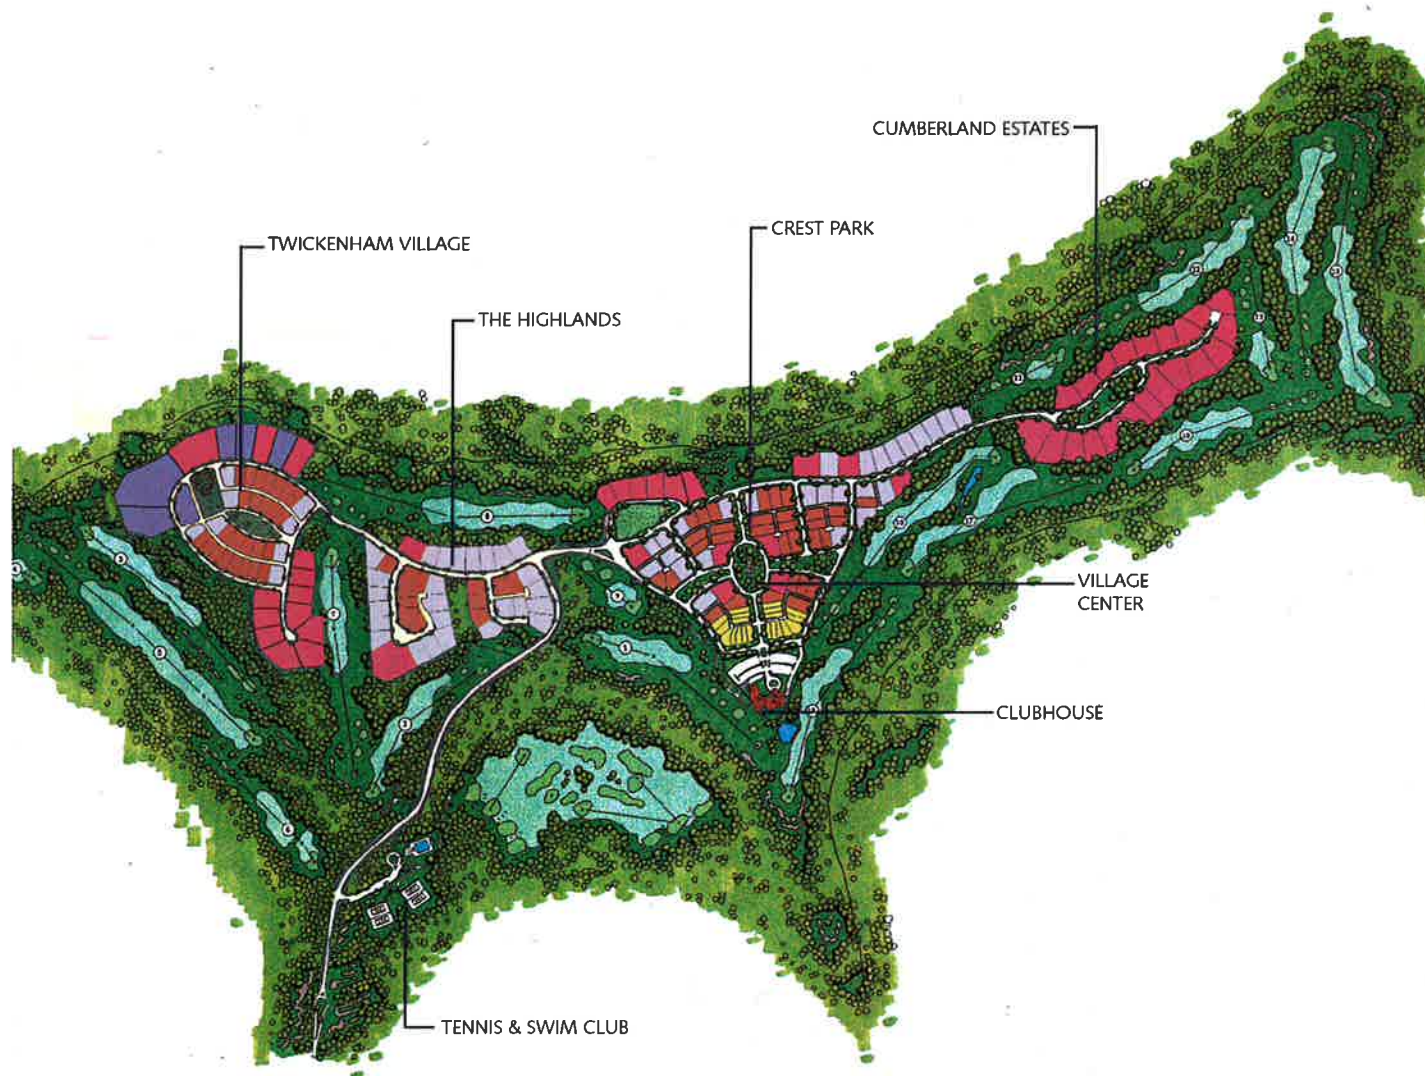 CUMBERLAND ESTATES
CREST PARK
TWICKENHAM VILLAGE
THE HIGHLANDS
VILLAGE
CENTER
CLUBHOUSE
TENNIS & SWIM CLUB